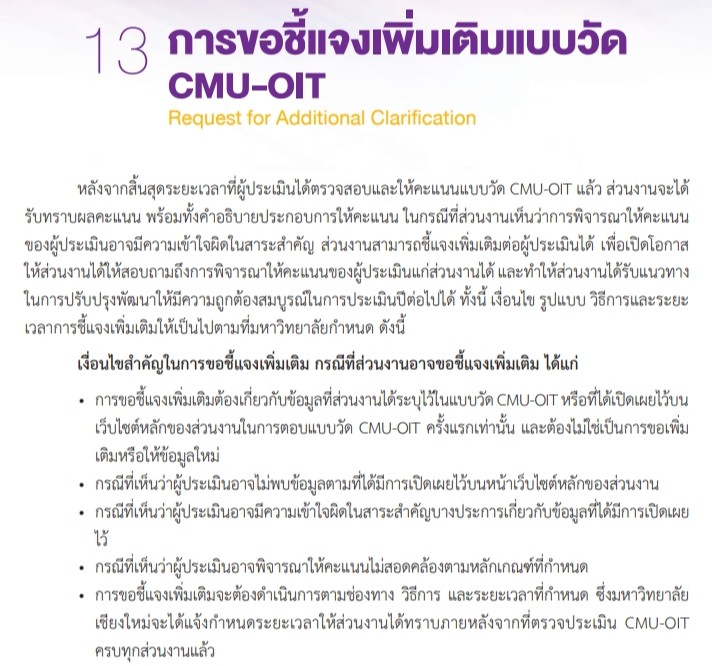 13 การขอชี้แจงเพิ่มเติมแบบวัด
CMU-OIT
Request for Additional Clarification
หลังจากสิ้นสุดระยะเวลาที่ผู้ประเมินได้ตรวจสอบและให้คะแนนแบบวัด CMU-OIT แล้ว ส่วนงานจะได้
รับทราบผลคะแนน พร้อมทั้งคำอธิบายประกอบการให้คะแนน ในกรณีที่ส่วนงานเห็นว่าการพิจารณาให้คะแนน
ของผู้ประเมินอาจมีความเข้าใจผิดในสาระสำคัญ ส่วนงานสามารถชี้แจงเพิ่มเติมต่อผู้ประเมินได้ เพื่อเปิดโอกาส
ให้ส่วนงานได้ให้สอบถามถึงการพิจารณาให้คะแนนของผู้ประเมินแก่ส่วนงานได้ และทำให้ส่วนงานได้รับแนวทาง
ในการปรับปรุงพัฒนาให้มีความถูกต้องสมบูรณ์ในการประเมินปีต่อไปได้ ทั้งนี้ เงื่อนไข รูปแบบ วิธีการและระยะ
เวลาการชี้แจงเพิ่มเติมให้เป็นไปตามที่มหาวิทยาลัยกำหนด ดังนี้
เงื่อนไขสำคัญในการขอชี้แจงเพิ่มเติม กรณีที่ส่วนงานอาจขอชี้แจงเพิ่มเติม ได้แก่
• การขอชี้แจงเพิ่มเติมต้องเกี่ยวกับข้อมูลที่ส่วนงานได้ระบุไว้ในแบบวัด CMU-OIT หรือที่ได้เปิดเผยไว้บน
เว็บไซต์หลักของส่วนงานในการตอบแบบวัด CMU-OIT ครั้งแรกเท่านั้น และต้องไม่ใช่เป็นการขอเพิ่ม
เติมหรือให้ข้อมูลใหม่
• กรณีที่เห็นว่าผู้ประเมินอาจไม่พบข้อมูลตามที่ได้มีการเปิดเผยไว้บนหน้าเว็บไซต์หลักของส่วนงาน
• กรณีที่เห็นว่าผู้ประเมินอาจมีความเข้าใจผิดในสาระสำคัญบางประการเกี่ยวกับข้อมูลที่ได้มีการเปิดเผย
ไว้
• กรณีที่เห็นว่าผู้ประเมินอาจพิจารณาให้คะแนนไม่สอดคล้องตามหลักเกณฑ์ที่กำหนด
• การขอชี้แจงเพิ่มเติมจะต้องดำเนินการตามช่องทาง วิธีการ และระยะเวลาที่กำหนด ซึ่งมหาวิทยาลัย
เชียงใหม่จะได้แจ้งกำหนดระยะเวลาให้ส่วนงานได้ทราบภายหลังจากที่ตรวจประเมิน CMU-OIT
ครบทุกส่วนงานแล้ว